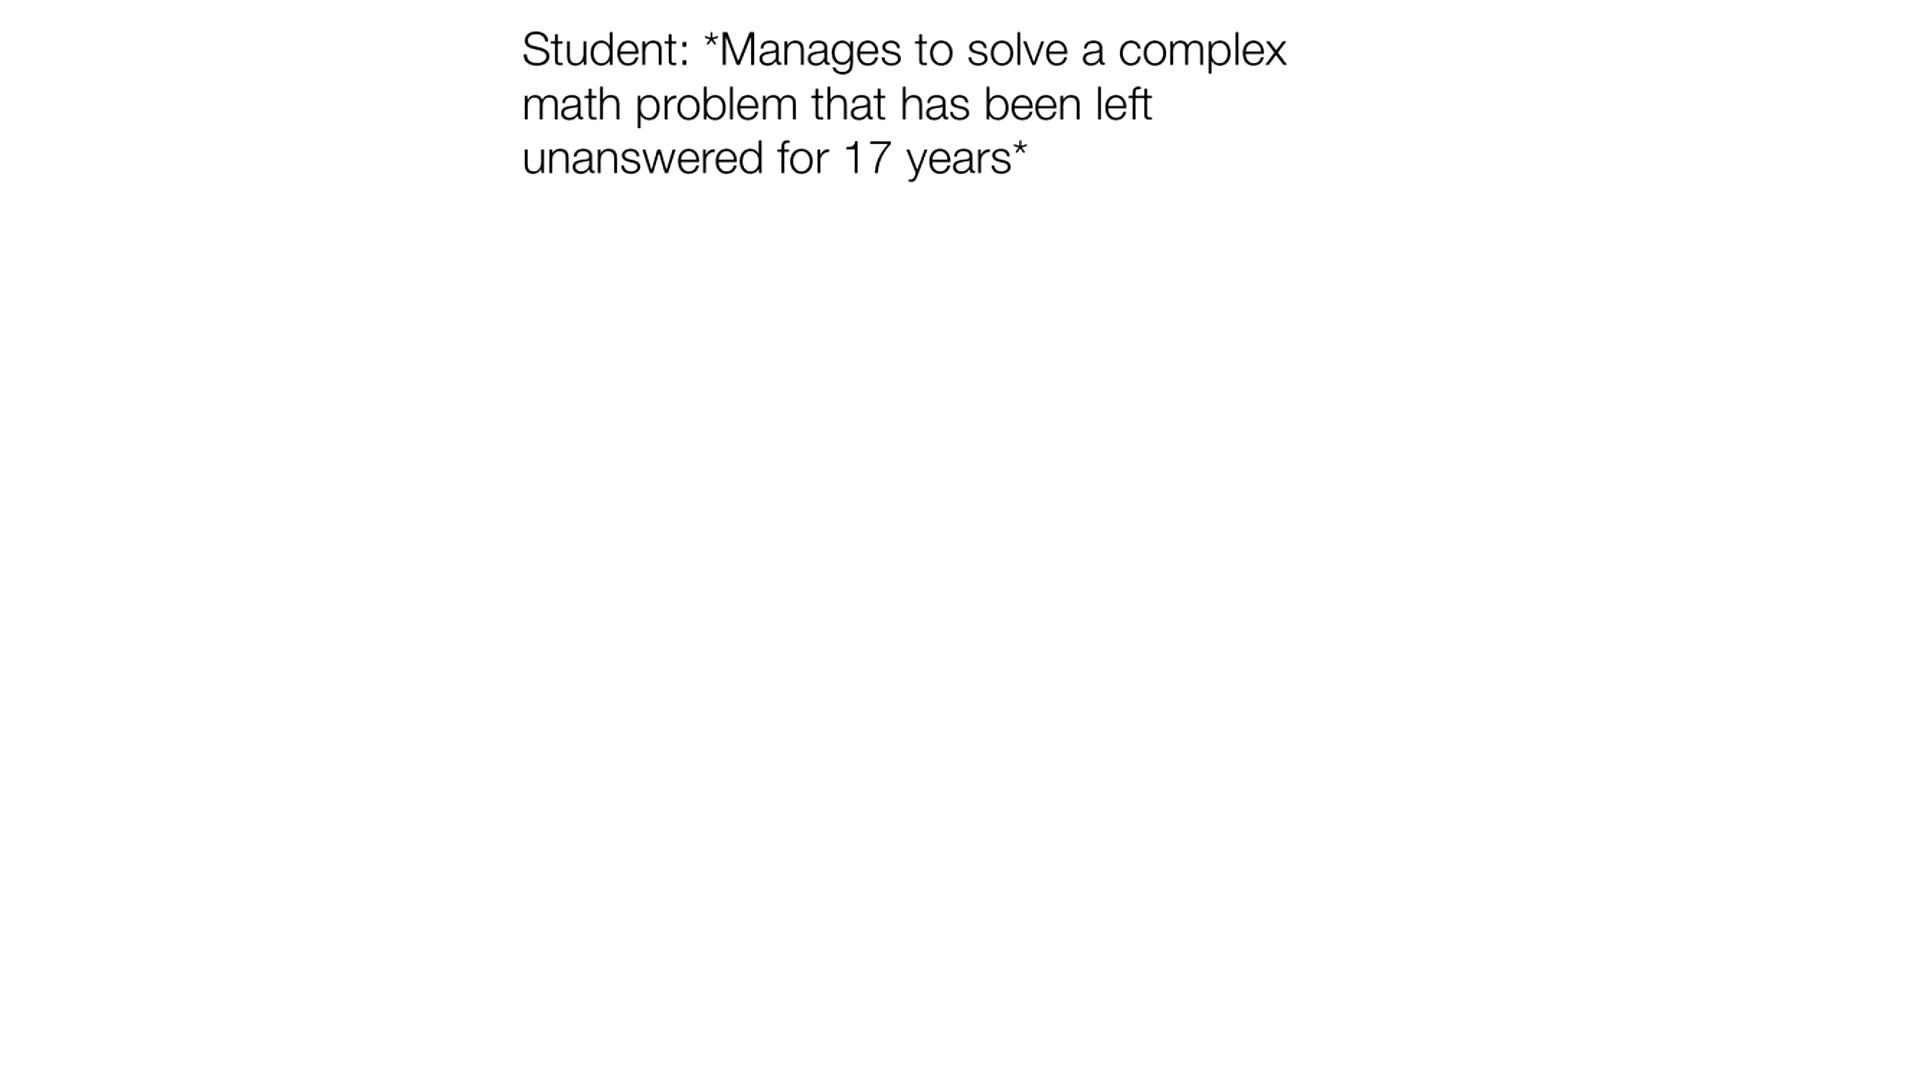 Student: *Manages to solve a complex
math problem that has been left
unanswered for 17 years*